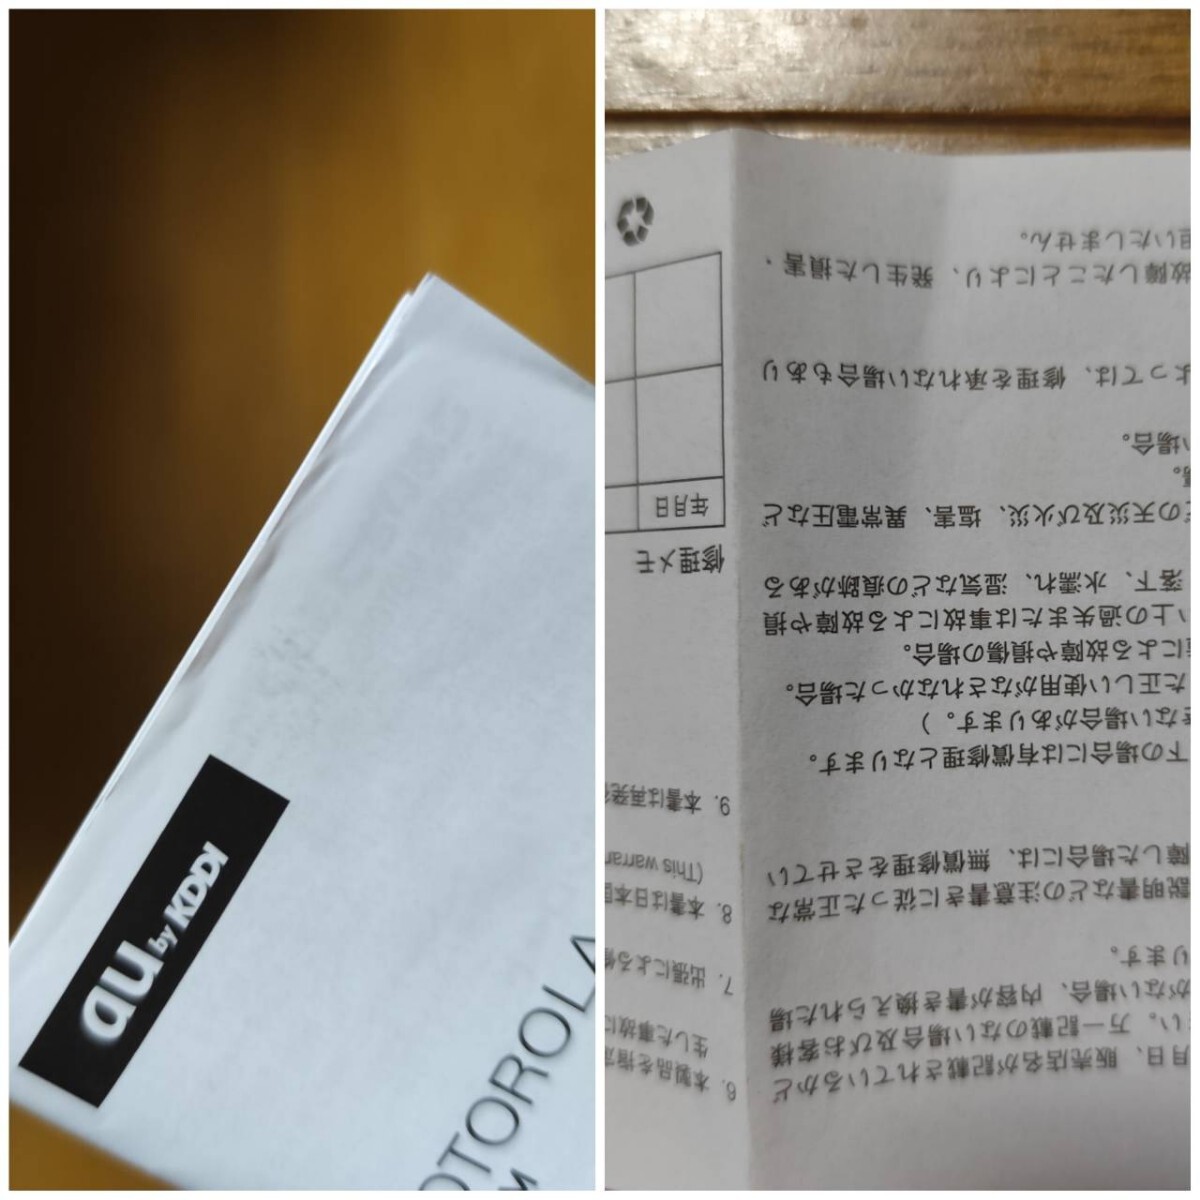 au by KDDI
OTOROLA
M
月日、販売店名が記載されているかど
い。万一記載のない場合及びお客様
がない場合、内容が書き換えられた場
ります。
説明書などの注意書きに従った正常な
障した場合には、無償修理をさせてい
下の場合には有償修理となります。
ない場合があります。）
た正しい使用がなされなかった場合。
による故障や損傷の場合。
い上の過失または事故による故障や損
落下、水濡れ、湿気などの痕跡がある
どの天災及び火災、塩害、異常電圧など
い場合。
よっては、修理を承れない場合もあり
故障したことにより、発生した損害、
いたしません。
6. 本製品を指
生した事故に
7. 出張による
8. 本書は日本
(This warran
9. 本書は再発
修理メモ
年月日